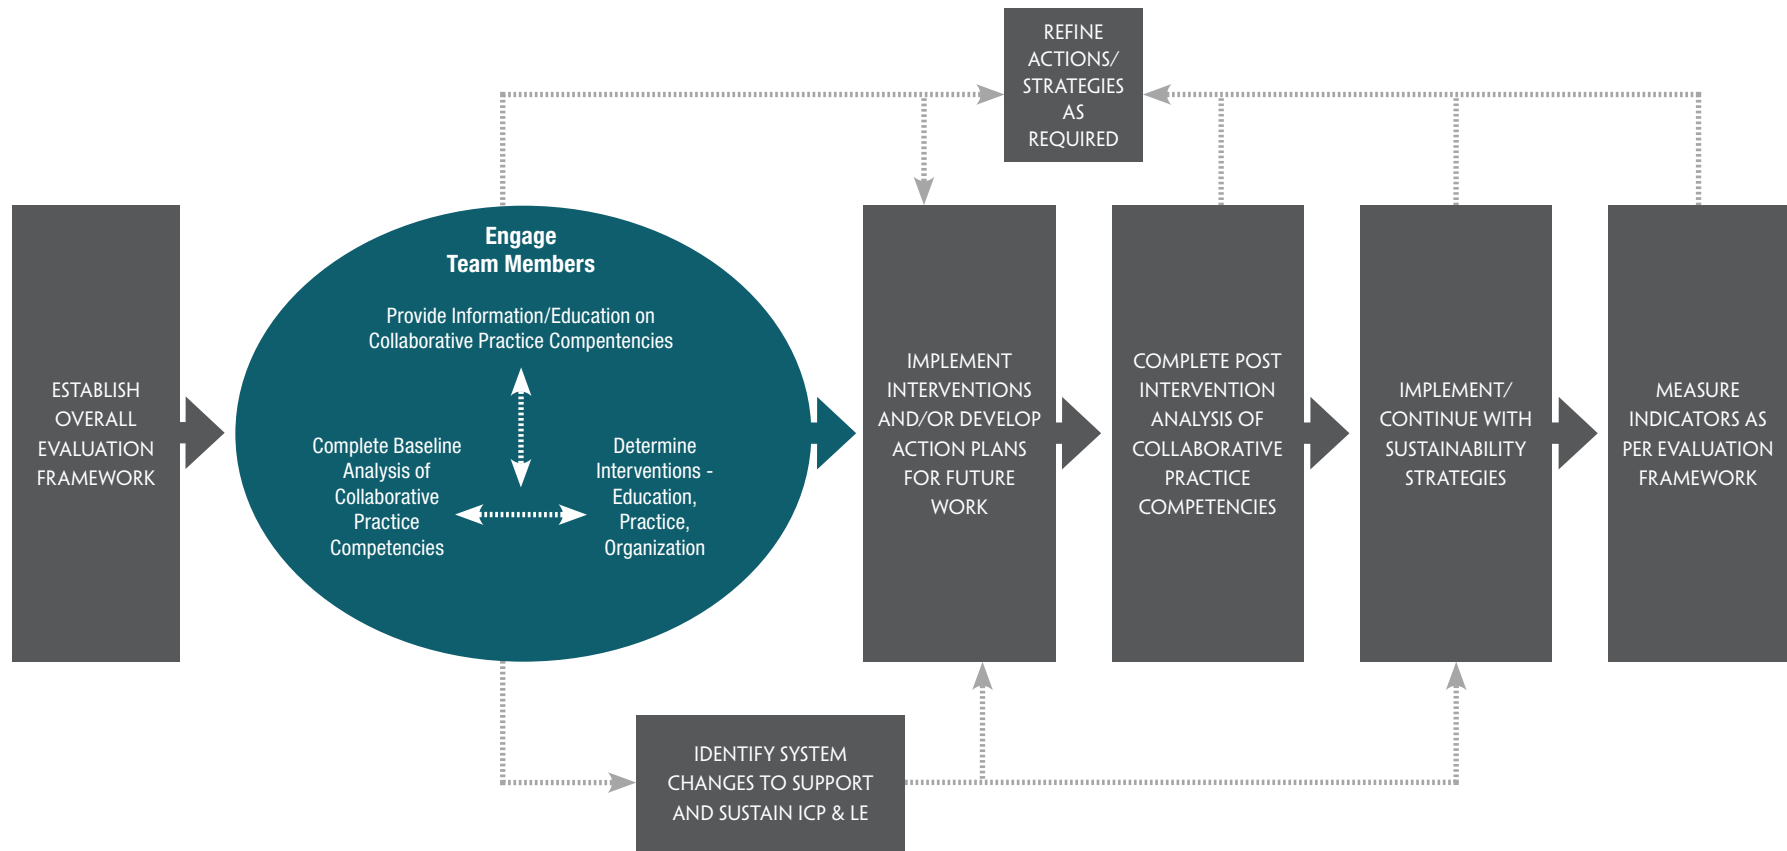 REFINE
ACTIONS/
STRATEGIES
AS
REQUIRED
ESTABLISH
OVERALL
EVALUATION
FRAMEWORK
Engage
Team Members
Provide Information/Education on
Collaborative Practice Compentencies
Complete Baseline
Analysis of
Collaborative
Practice
Competencies
Determine
Interventions -
Education,
Practice,
Organization
IMPLEMENT
INTERVENTIONS
AND/OR DEVELOP
ACTION PLANS
FOR FUTURE
WORK
COMPLETE POST
INTERVENTION
ANALYSIS OF
COLLABORATIVE
PRACTICE
COMPETENCIES
IMPLEMENT/
CONTINUE WITH
SUSTAINABILITY
STRATEGIES
MEASURE
INDICATORS AS
PER EVALUATION
FRAMEWORK
IDENTIFY SYSTEM
CHANGES TO SUPPORT
AND SUSTAIN ICP & LE